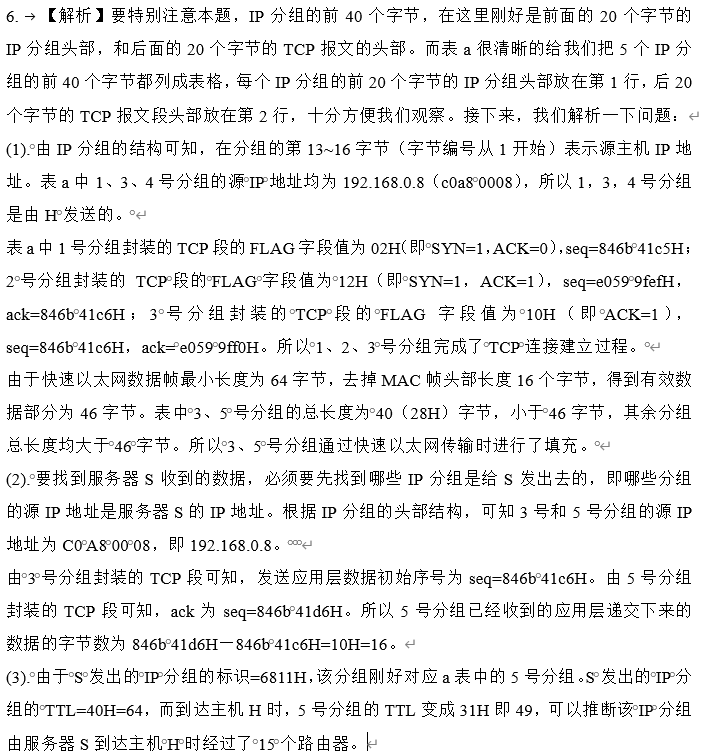 6. → 【解析】要特别注意本题，IP 分组的前 40 个字节，在这里刚好是前面的 20 个字节的
IP 分组头部，和后面的 20 个字节的 TCP 报文的头部。而表 a 很清晰的给我们把 5 个 IP 分
组的前 40 个字节都列成表格，每个 IP 分组的前 20 个字节的 IP 分组头部放在第 1 行，后 20
个字节的 TCP 报文段头部放在第 2 行，十分方便我们观察。接下来，我们解析一下问题：↵
(1).°由 IP 分组的结构可知，在分组的第 13~16 字节（字节编号从 1 开始）表示源主机 IP 地
址。表 a 中 1、3、4 号分组的源°IP°地址均为 192.168.0.8（c0a8°0008），所以 1，3，4 号分组
是由 H°发送的。°↵
表 a 中 1 号分组封装的 TCP 段的 FLAG 字段值为 02H（即°SYN=1,ACK=0），seq=846b°41c5H；
2°号分组封装的 TCP°段的°FLAG°字段值为°12H（即°SYN=1，ACK=1），seq=e059°9fefH，
ack=846b°41c6H；3°号分组封装的°TCP°段的°FLAG 字段值为°10H（即°ACK=1），
seq=846b°41c6H，ack=°e059°9ff0H。所以°1、2、3°号分组完成了°TCP°连接建立过程。°↵
由于快速以太网数据帧最小长度为 64 字节，去掉 MAC 帧头部长度 16 个字节，得到有效数
据部分为 46 字节。表中°3、5°号分组的总长度为°40（28H）字节，小于°46 字节，其余分组
总长度均大于°46°字节。所以°3、5°号分组通过快速以太网传输时进行了填充。°↵
(2).°要找到服务器 S 收到的数据，必须要先找到哪些 IP 分组是给 S 发出去的，即哪些分组
的源 IP 地址是服务器 S 的 IP 地址。根据 IP 分组的头部结构，可知 3 号和 5 号分组的源 IP
地址为 C0°A8°00°08，即 192.168.0.8。°°°↵
由°3°号分组封装的 TCP 段可知，发送应用层数据初始序号为 seq=846b°41c6H。由 5 号分组
封装的 TCP 段可知，ack 为 seq=846b°41d6H。所以 5 号分组已经收到的应用层递交下来的
数据的字节数为 846b°41d6H－846b°41c6H=10H=16。↵
(3).°由于°S°发出的°IP°分组的标识=6811H，该分组刚好对应 a 表中的 5 号分组。S°发出的°IP°分
组的°TTL=40H=64，而到达主机 H 时，5 号分组的 TTL 变成 31H 即 49，可以推断该°IP°分组
由服务器 S 到达主机°H°时经过了°15°个路由器。↵